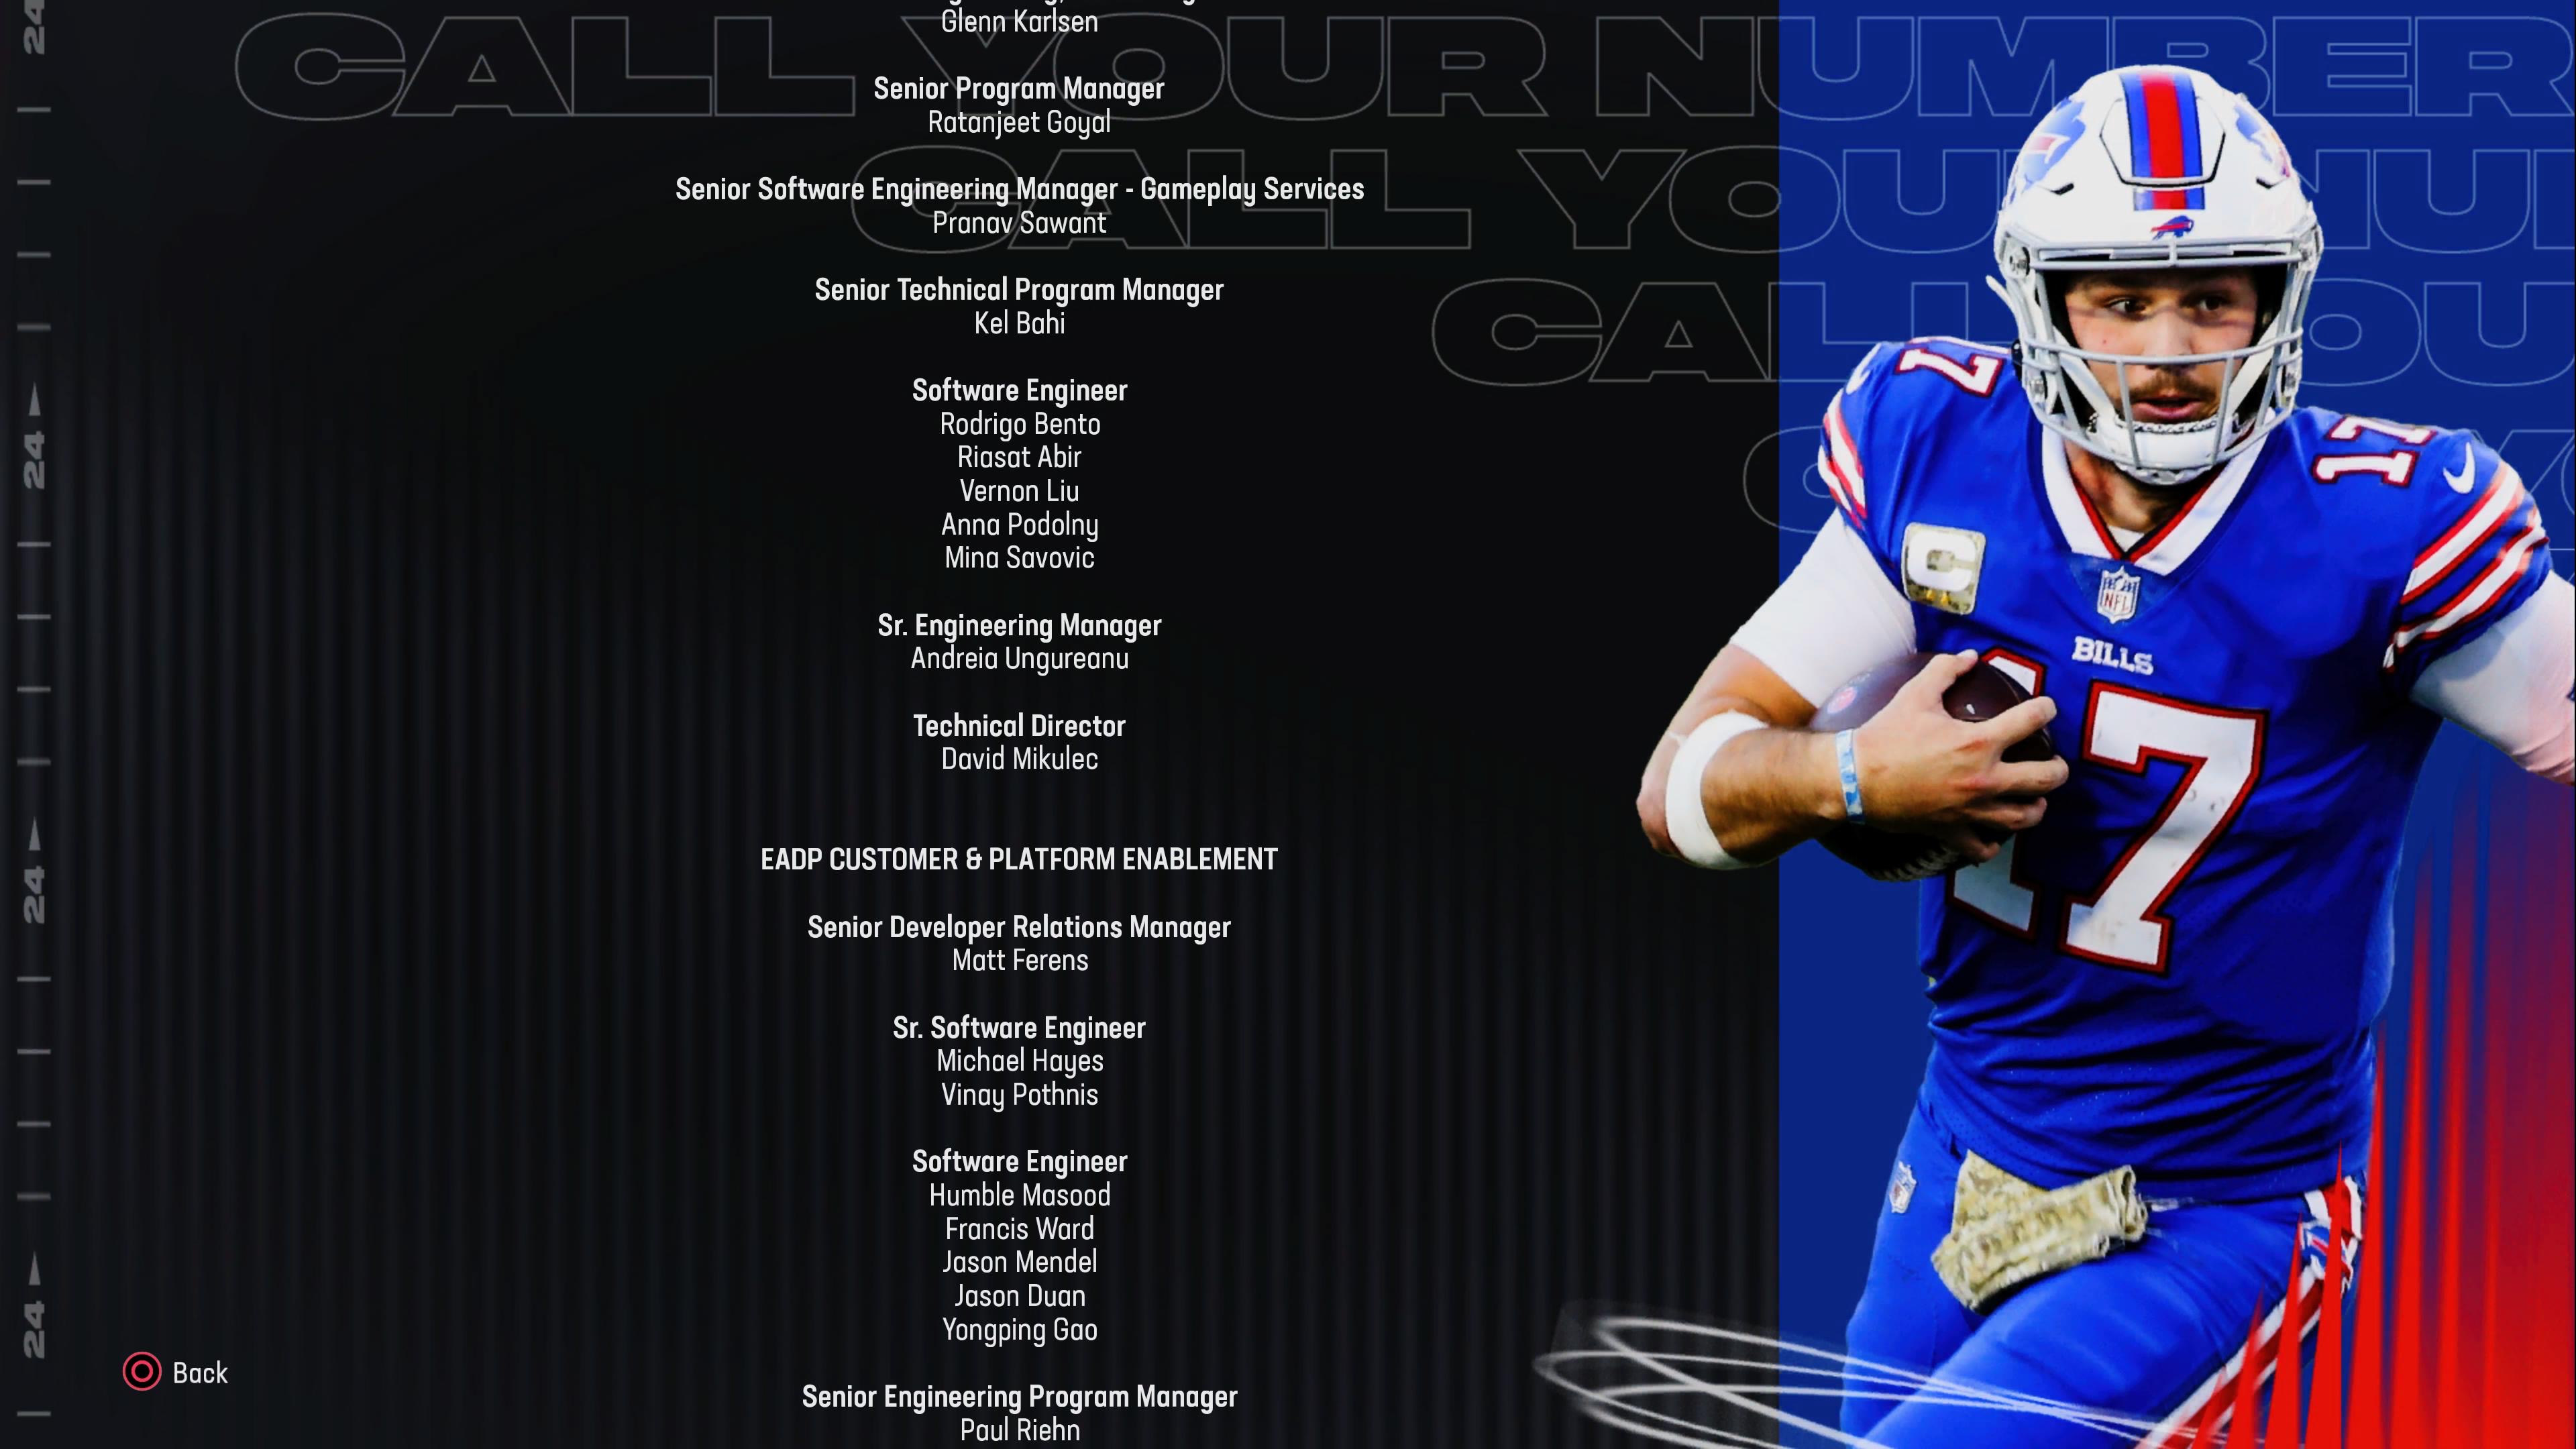 Glenn Karlsen
Senior Program Manager
Ratanjeet Goyal
Senior Software Engineering Manager - Gameplay Services
Pranav Sawant
Senior Technical Program Manager
Kel Bahi
Software Engineer
Rodrigo Bento
Riasat Abir
Vernon Liu
Anna Podolny
Mina Savovic
Sr. Engineering Manager
Andreia Ungureanu
Technical Director
David Mikulec
EADP CUSTOMER & PLATFORM ENABLEMENT
Senior Developer Relations Manager
Matt Ferens
Sr. Software Engineer
Michael Hayes
Vinay Pothnis
Software Engineer
Humble Masood
Francis Ward
Jason Mendel
Jason Duan
Yongping Gao
Senior Engineering Program Manager
Paul Riehn
Back
24
24
24
24
CALL YOUR NUMBER
CALL YOUR NU
CALL YOU
17
17
C
NFL
BILLS
17